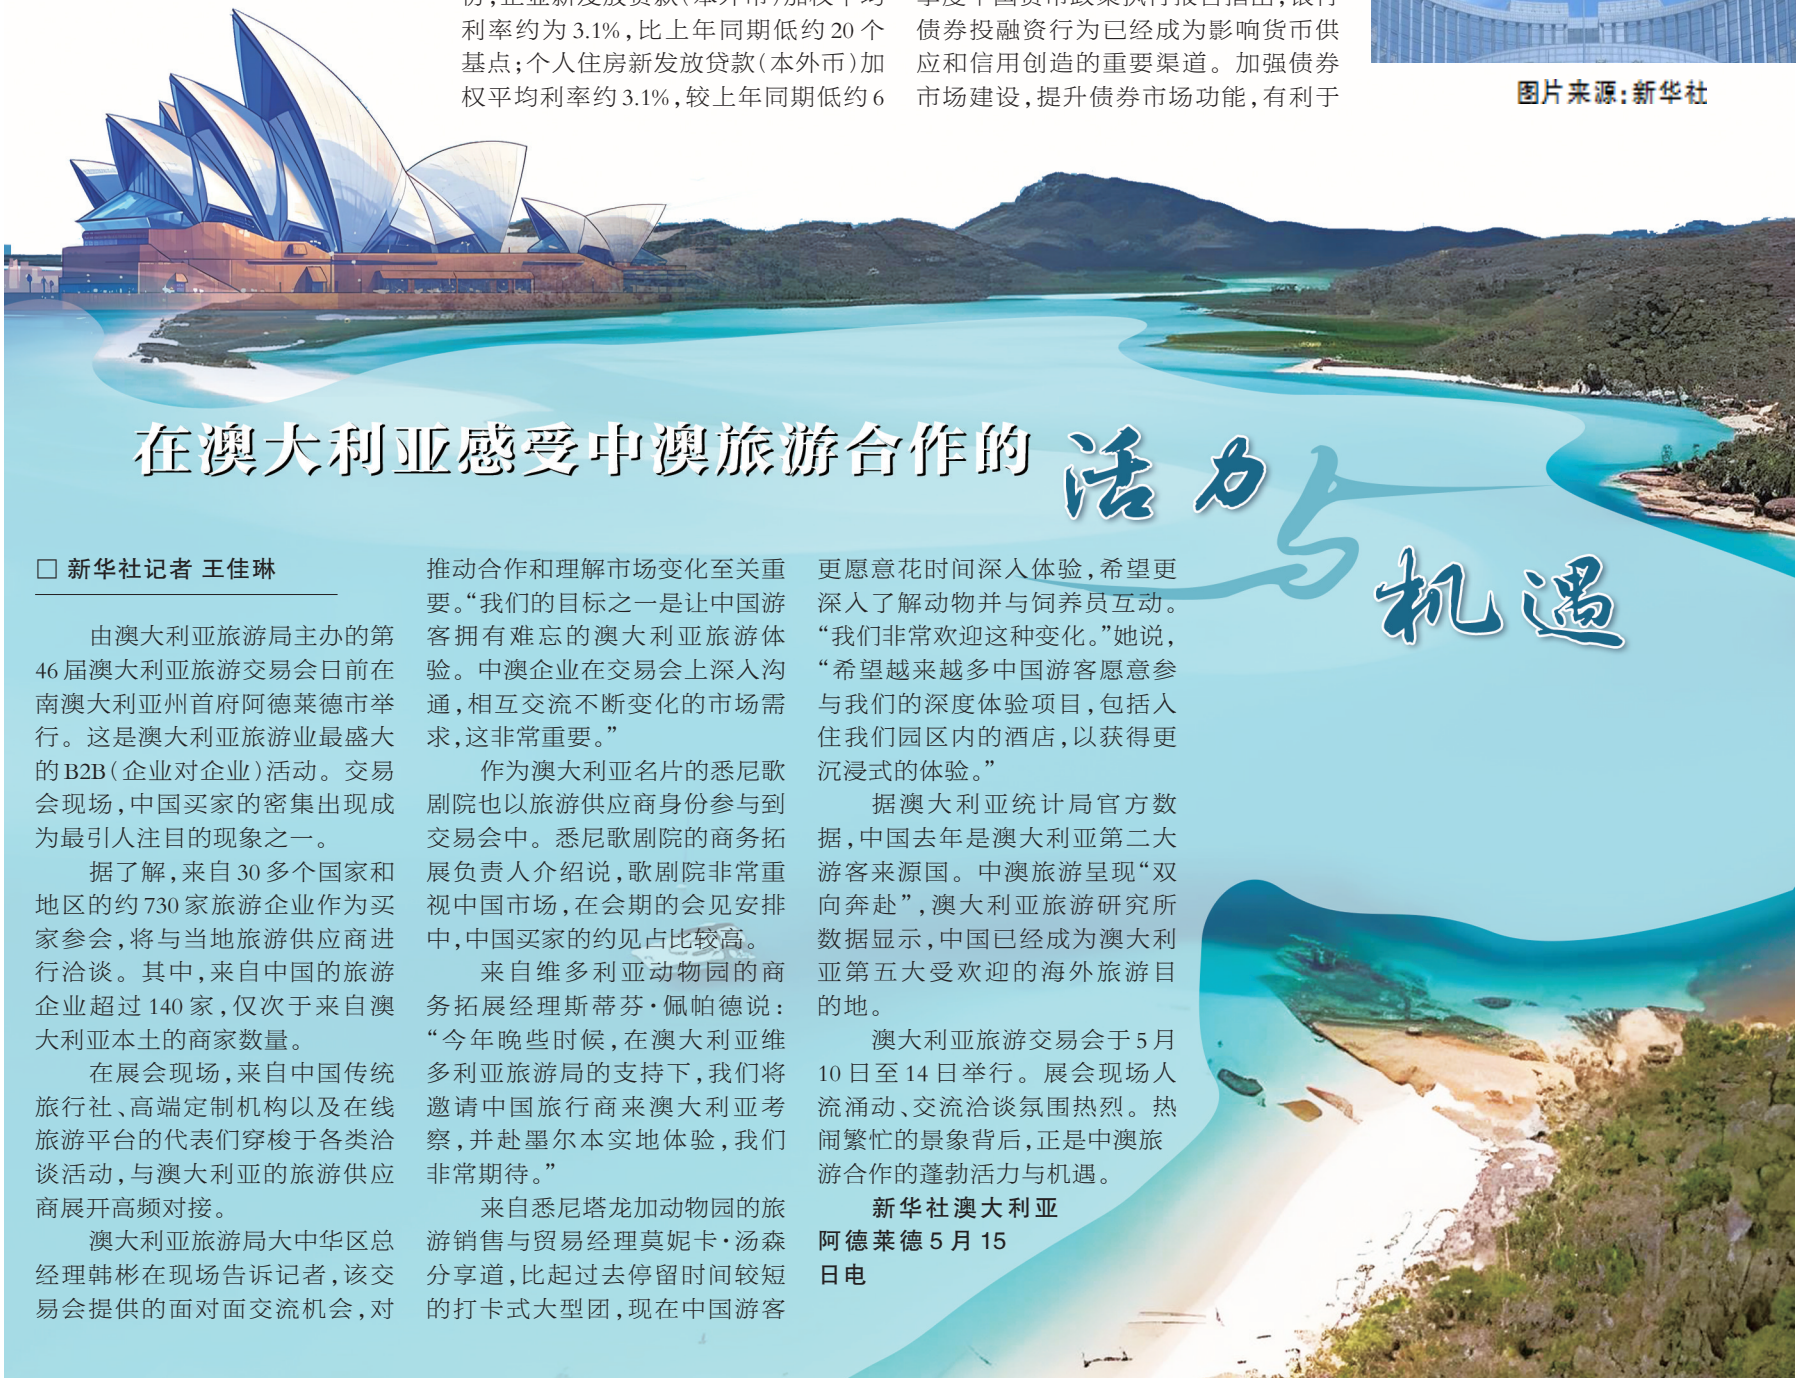 份，企业新发放贷款（本外币）加权平均
利率约为3.1%，比上年同期低约20个
基点；个人住房新发放贷款（本外币）加
权平均利率约3.1%，较上年同期低约6
季度中国货币政策执行报告指出，银行
债券投融资行为已经成为影响货币供
应和信用创造的重要渠道。加强债券
市场建设，提升债券市场功能，有利于
图片来源：新华社
在澳大利亚感受中澳旅游合作的
活力
与
机遇
□ 新华社记者 王佳琳
由澳大利亚旅游局主办的第
46届澳大利亚旅游交易会日前在
南澳大利亚州首府阿德莱德市举
行。这是澳大利亚旅游业最盛大
的B2B（企业对企业）活动。交易
会现场，中国买家的密集出现成
为最引人注目的现象之一。
据了解，来自30多个国家和
地区的约730家旅游企业作为买
家参会，将与当地旅游供应商进
行洽谈。其中，来自中国的旅游
企业超过140家，仅次于来自澳
大利亚本土的商家数量。
在展会现场，来自中国传统
旅行社、高端定制机构以及在线
旅游平台的代表们穿梭于各类洽
谈活动，与澳大利亚的旅游供应
商展开高频对接。
澳大利亚旅游局大中华区总
经理韩彬在现场告诉记者，该交
易会提供的面对面交流机会，对
推动合作和理解市场变化至关重
要。“我们的目标之一是让中国游
客拥有难忘的澳大利亚旅游体
验。中澳企业在交易会上深入沟
通，相互交流不断变化的市场需
求，这非常重要。”
作为澳大利亚名片的悉尼歌
剧院也以旅游供应商身份参与到
交易会中。悉尼歌剧院的商务拓
展负责人介绍说，歌剧院非常重
视中国市场，在会期的会见安排
中，中国买家的约见占比较高。
来自维多利亚动物园的商
务拓展经理斯蒂芬·佩帕德说：
“今年晚些时候，在澳大利亚维
多利亚旅游局的支持下，我们将
邀请中国旅行商来澳大利亚考
察，并赴墨尔本实地体验，我们
非常期待。”
来自悉尼塔龙加动物园的旅
游销售与贸易经理莫妮卡·汤森
分享道，比起过去停留时间较短
的打卡式大型团，现在中国游客
更愿意花时间深入体验，希望更
深入了解动物并与饲养员互动。
“我们非常欢迎这种变化。”她说，
“希望越来越多中国游客愿意参
与我们的深度体验项目，包括入
住我们园区内的酒店，以获得更
沉浸式的体验。”
据澳大利亚统计局官方数
据，中国去年是澳大利亚第二大
游客来源国。中澳旅游呈现“双
向奔赴”，澳大利亚旅游研究所
数据显示，中国已经成为澳大利
亚第五大受欢迎的海外旅游目
的地。
澳大利亚旅游交易会于5月
10日至14日举行。展会现场人
流涌动、交流洽谈氛围热烈。热
闹繁忙的景象背后，正是中澳旅
游合作的蓬勃活力与机遇。
新华社澳大利亚
阿德莱德5月15
日电